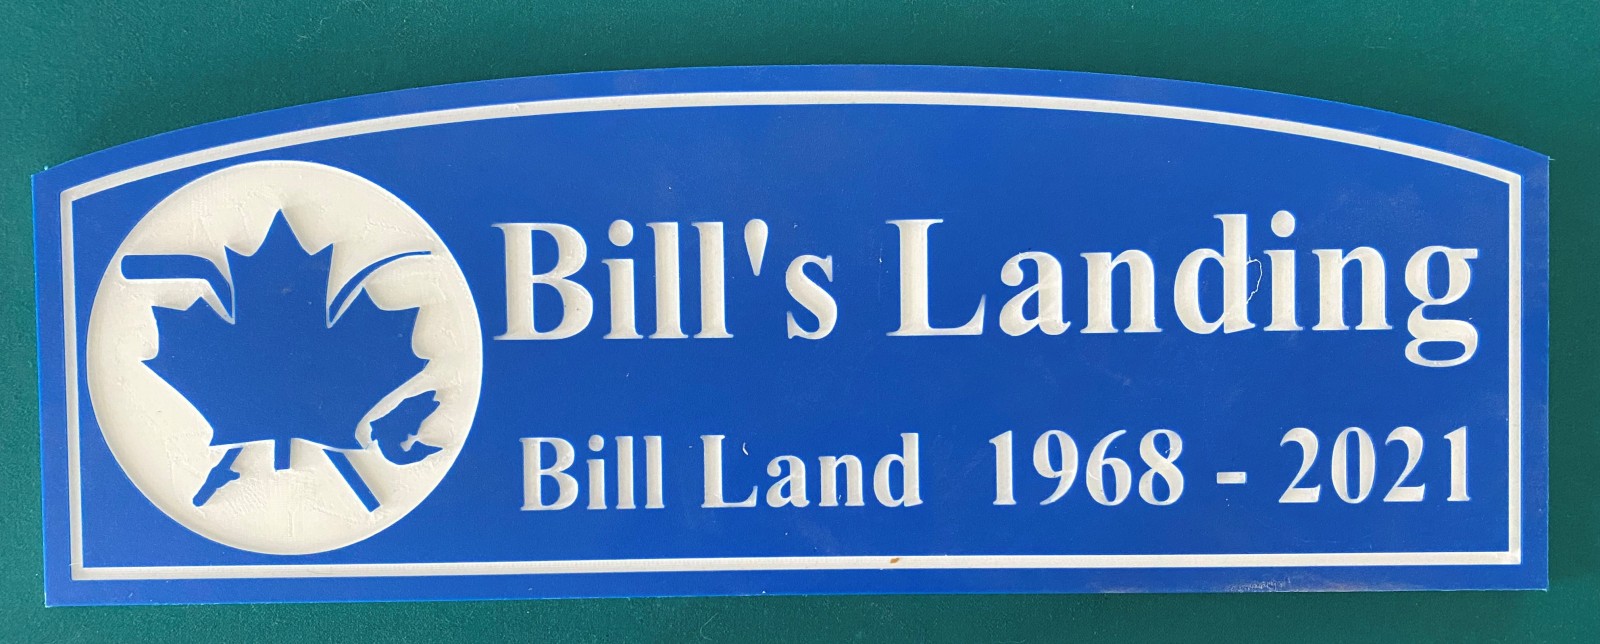 Bill's Landing
Bill Land 1968 - 2021